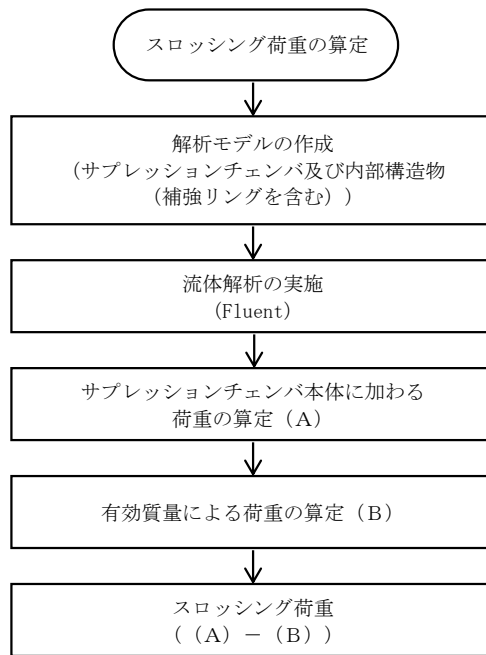 スロッシング荷重の算定
解析モデルの作成
（サプレッションチェンバ及び内部構造物
（補強リングを含む））
流体解析の実施
（Fluent）
サプレッションチェンバ本体に加わる
荷重の算定（Ａ）
有効質量による荷重の算定（Ｂ）
スロッシング荷重
（（Ａ）－（Ｂ））